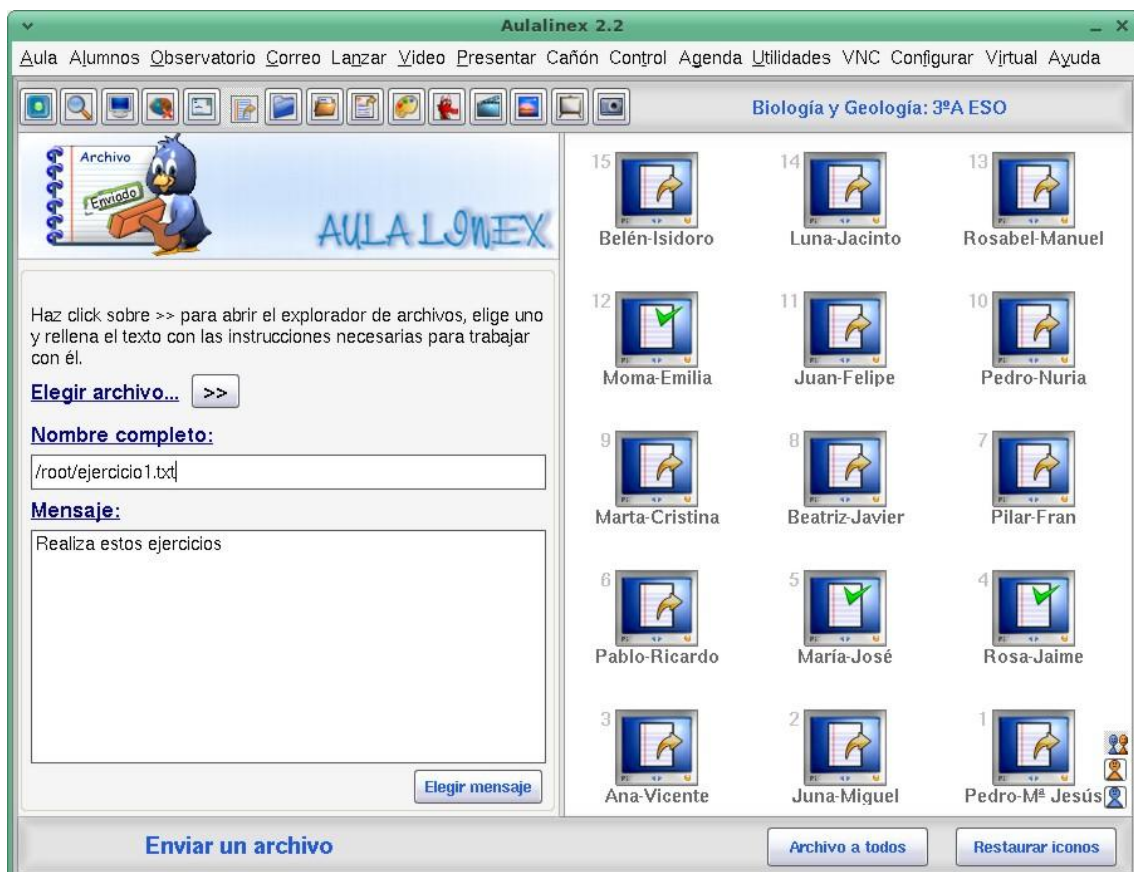 Aulalinex 2.2
Aula Alumnos Observatorio Correo Lanzar Video Presentar Cañón Control Agenda Utilidades VNC Configurar Virtual Ayuda
Biología y Geología: 3ºA ESO
Archivo
Enviado
AULA LINEX
Haz click sobre >> para abrir el explorador de archivos, elige uno
y rellena el texto con las instrucciones necesarias para trabajar
con él.
Elegir archivo... >>
Nombre completo:
/root/ejercicio1.txt
Mensaje:
Realiza estos ejercicios
Elegir mensaje
15 14 13
Belén-Isidoro Luna-Jacinto Rosabel-Manuel
12 11 10
Moma-Emilia Juan-Felipe Pedro-Nuria
9 8 7
Marta-Cristina Beatriz-Javier Pilar-Fran
6 5 4
Pablo-Ricardo María-José Rosa-Jaime
3 2 1
Ana-Vicente Juna-Miguel Pedro-Mª Jesús
Enviar un archivo
Archivo a todos Restaurar iconos